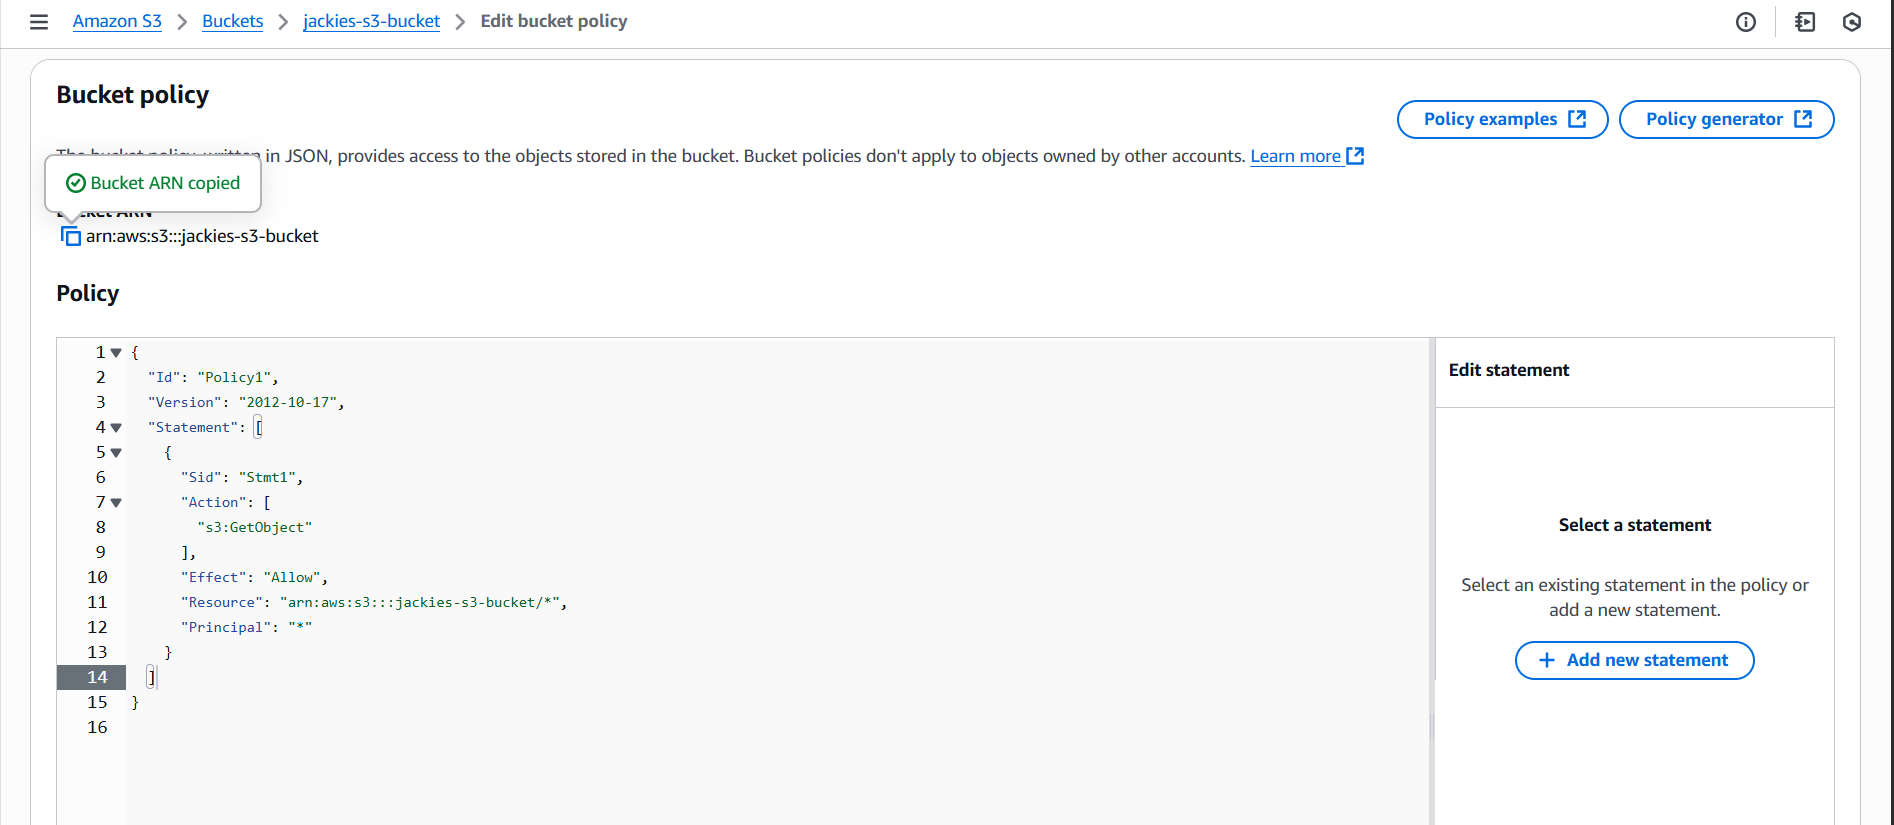 Amazon S3 > Buckets > jackies-s3-bucket > Edit bucket policy
Bucket policy
Policy examples
Policy generator
in JSON, provides access to the objects stored in the bucket. Bucket policies don't apply to objects owned by other accounts. Learn more
Bucket ARN copied
arn:aws:s3:::jackies-s3-bucket
Policy
1 {
2 "Id": "Policy1",
3 "Version": "2012-10-17",
4 "Statement": [
5 {
6 "Sid": "Stmt1",
7 "Action": [
8 "s3:GetObject"
9 ],
10 "Effect": "Allow",
11 "Resource": "arn:aws:s3:::jackies-s3-bucket/*",
12 "Principal": "*"
13 }
14 ]
15 }
16
Edit statement
Select a statement
Select an existing statement in the policy or
add a new statement.
+ Add new statement